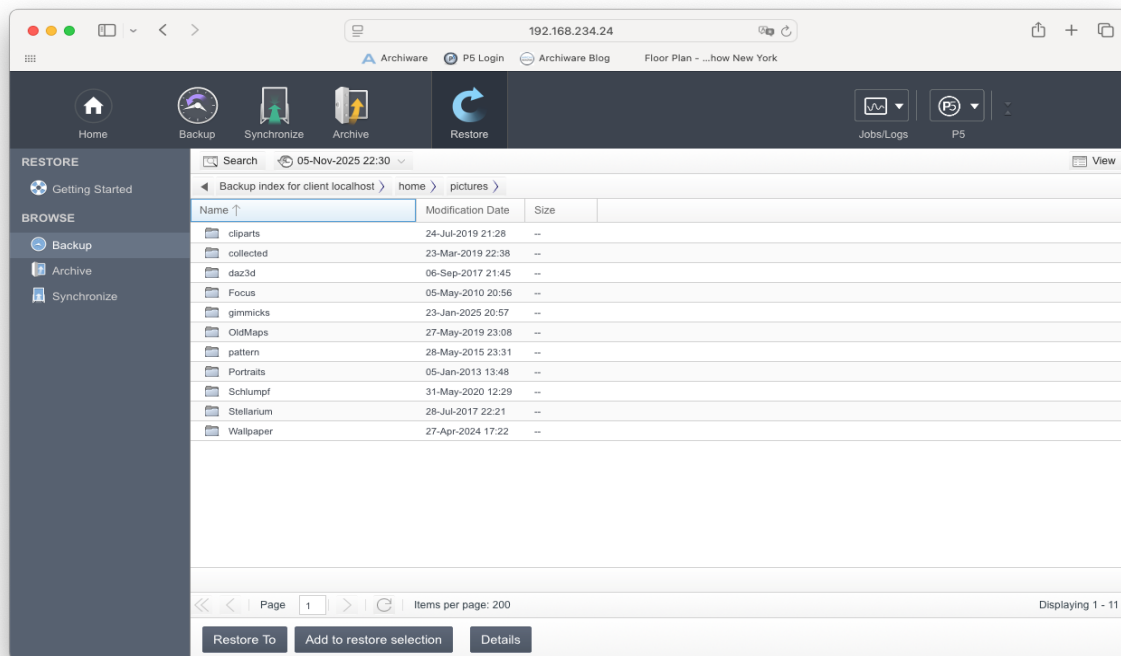 192.168.234.24
Archiware P5 Login Archiware Blog Floor Plan - ...how New York
Home Backup Synchronize Archive Restore Jobs/Logs P5 P5
RESTORE
Getting Started
BROWSE
Backup
Archive
Synchronize
Search 05-Nov-2025 22:30 View
Backup index for client localhost home pictures
Name Modification Date Size
cliparts 24-Jul-2019 21:28 --
collected 23-Mar-2019 22:38 --
daz3d 06-Sep-2017 21:45 --
Focus 05-May-2010 20:56 --
gimmicks 23-Jan-2025 20:57 --
OldMaps 27-May-2019 23:08 --
pattern 28-May-2015 23:31 --
Portraits 05-Jan-2013 13:48 --
Schlumpf 31-May-2020 12:29 --
Stellarium 28-Jul-2017 22:21 --
Wallpaper 27-Apr-2024 17:22 --
Page 1 Items per page: 200 Displaying 1 - 11
Restore To Add to restore selection Details